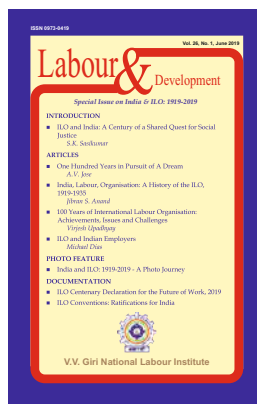 ISSN 0973-0419
Vol. 26, No. 1, June 2019
Labour
&
Development
Special Issue on India & ILO: 1919-2019
INTRODUCTION
■ ILO and India: A Century of a Shared Quest for Social
Justice
S.K. Sasikumar
ARTICLES
■ One Hundred Years in Pursuit of A Dream
A.V. Jose
■ India, Labour, Organisation: A History of the ILO,
1919-1935
Jibran S. Anand
■ 100 Years of International Labour Organisation:
Achievements, Issues and Challenges
Virjesh Upadhyay
■ ILO and Indian Employers
Michael Dias
PHOTO FEATURE
■ India and ILO: 1919-2019 - A Photo Journey
DOCUMENTATION
■ ILO Centenary Declaration for the Future of Work, 2019
■ ILO Conventions: Ratifications for India
V.V. Giri National Labour Institute